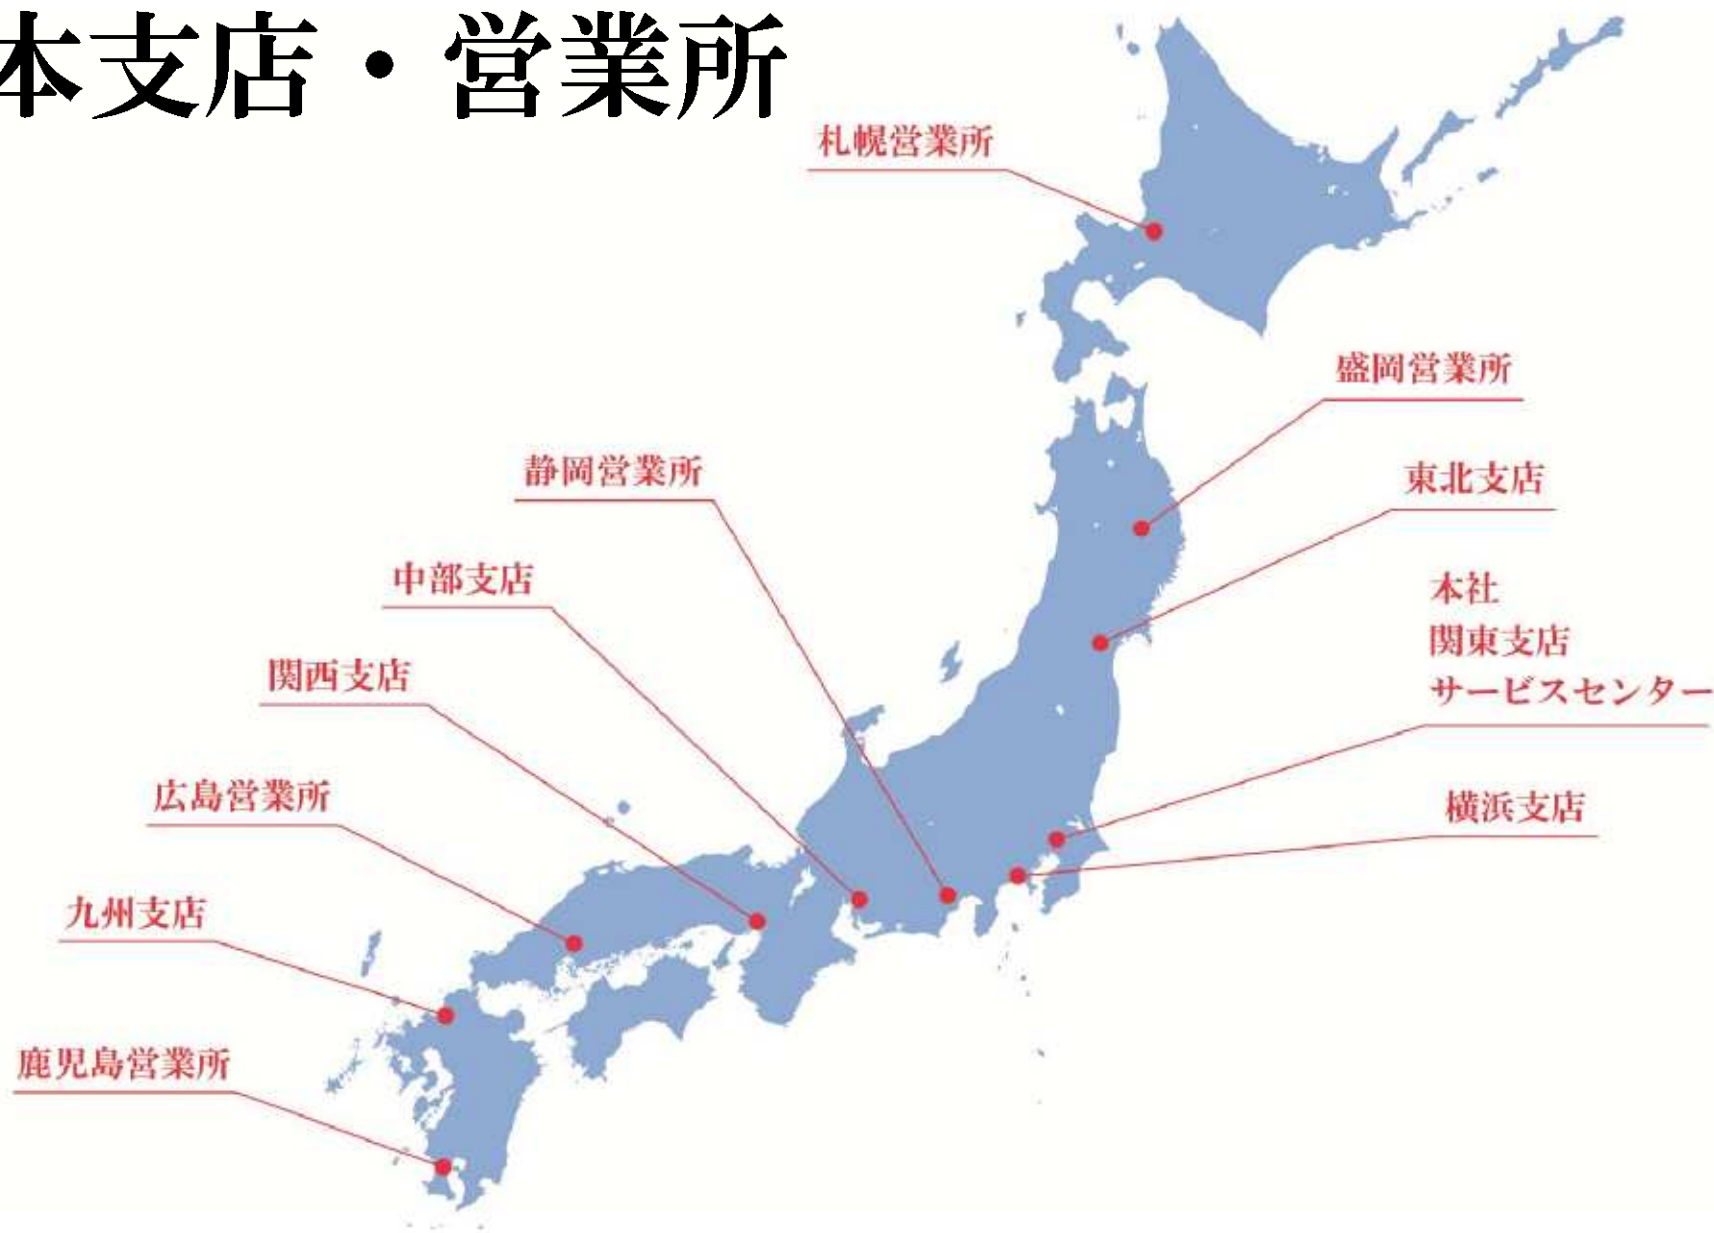 本支店・営業所
札幌営業所
盛岡営業所
静岡営業所
東北支店
中部支店
本社
関東支店
サービスセンター
関西支店
広島営業所
横浜支店
九州支店
鹿児島営業所